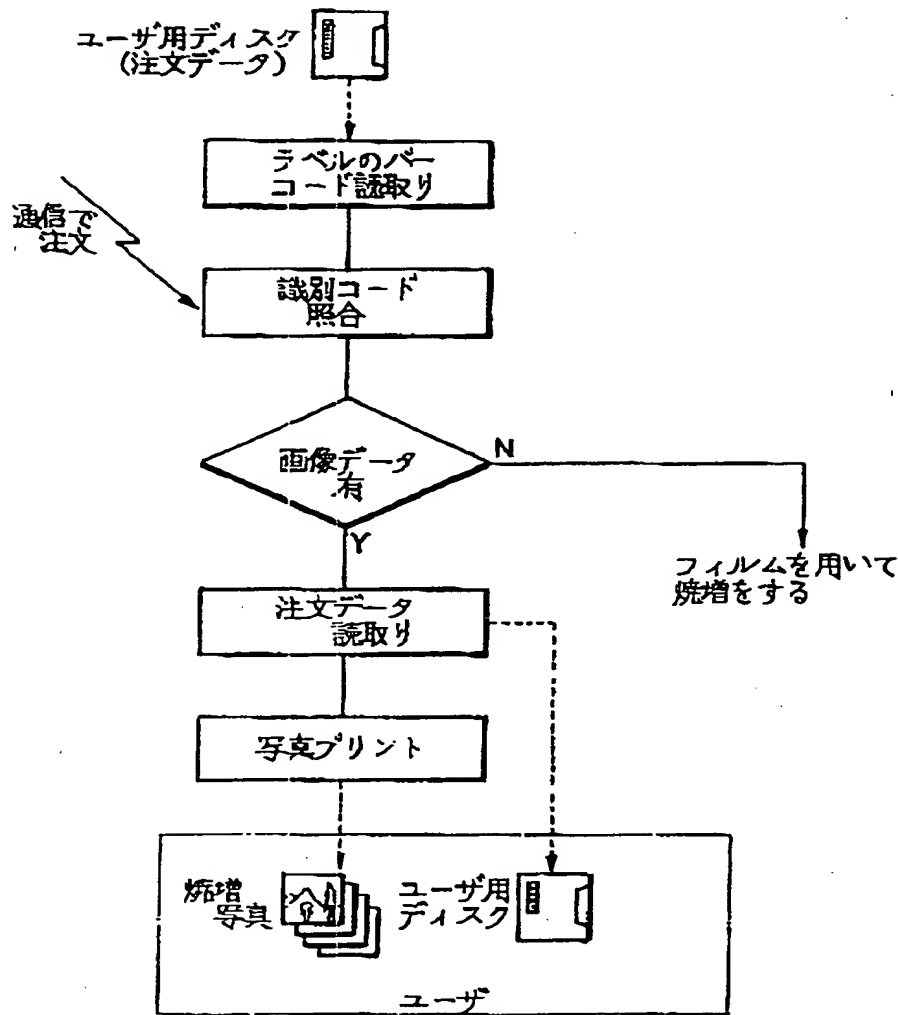 ユーザ用ディスク
(注文データ)
ラベルのバー
コード読取り
通信で
注文
識別コード
照合
画像データ
有
N
Y
フィルムを用いて
焼増をする
注文データ
読取り
写真プリント
焼増
写真
ユーザ用
ディスク
ユーザ